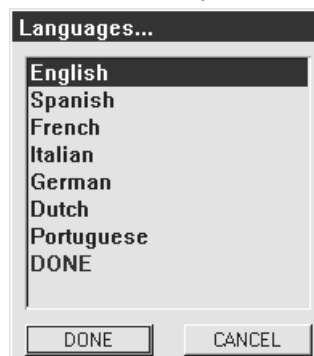 Languages...
English
Spanish
French
Italian
German
Dutch
Portuguese
DONE
DONE CANCEL